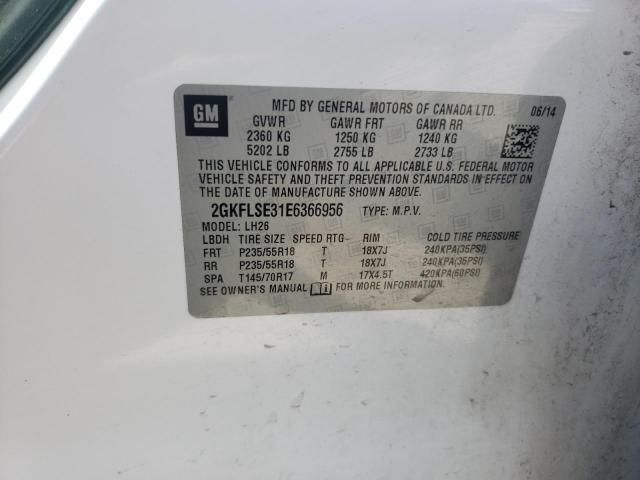 GM
MFD BY GENERAL MOTORS OF CANADA LTD. 06/14
GVWR GAWR FRT GAWR RR
2360 KG 1250 KG 1240 KG
5202 LB 2755 LB 2733 LB
THIS VEHICLE CONFORMS TO ALL APPLICABLE U.S. FEDERAL MOTOR
VEHICLE SAFETY AND THEFT PREVENTION STANDARDS IN EFFECT ON THE
DATE OF MANUFACTURE SHOWN ABOVE.
2GKFLSE31E6366956 TYPE: M.P.V.
MODEL: LH26
LBDH TIRE SIZE SPEED RTG RIM COLD TIRE PRESSURE
FRT P235/55R18 T 18X7J 240KPA(35PSI)
RR P235/55R18 T 18X7J 240KPA(35PSI)
SPA T145/70R17 M 17X4.5T 420KPA(60PSI)
SEE OWNER'S MANUAL FOR MORE INFORMATION.